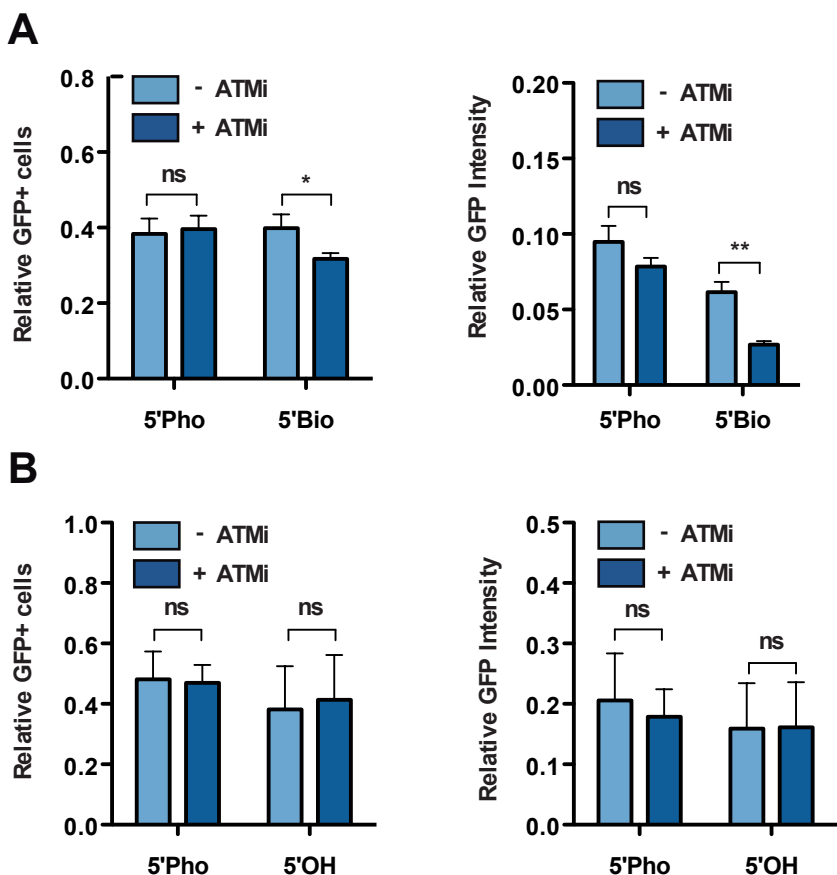 A
Relative GFP+ cells
0.8
0.6
0.4
0.2
0.0
- ATMi
+ ATMi
ns
*
5'Pho
5'Bio
Relative GFP Intensity
0.20
0.15
0.10
0.05
0.00
- ATMi
+ ATMi
ns
**
5'Pho
5'Bio
B
Relative GFP+ cells
1.0
0.8
0.6
0.4
0.2
0.0
- ATMi
+ ATMi
ns
ns
5'Pho
5'OH
Relative GFP Intensity
0.5
0.4
0.3
0.2
0.1
0.0
- ATMi
+ ATMi
ns
ns
5'Pho
5'OH